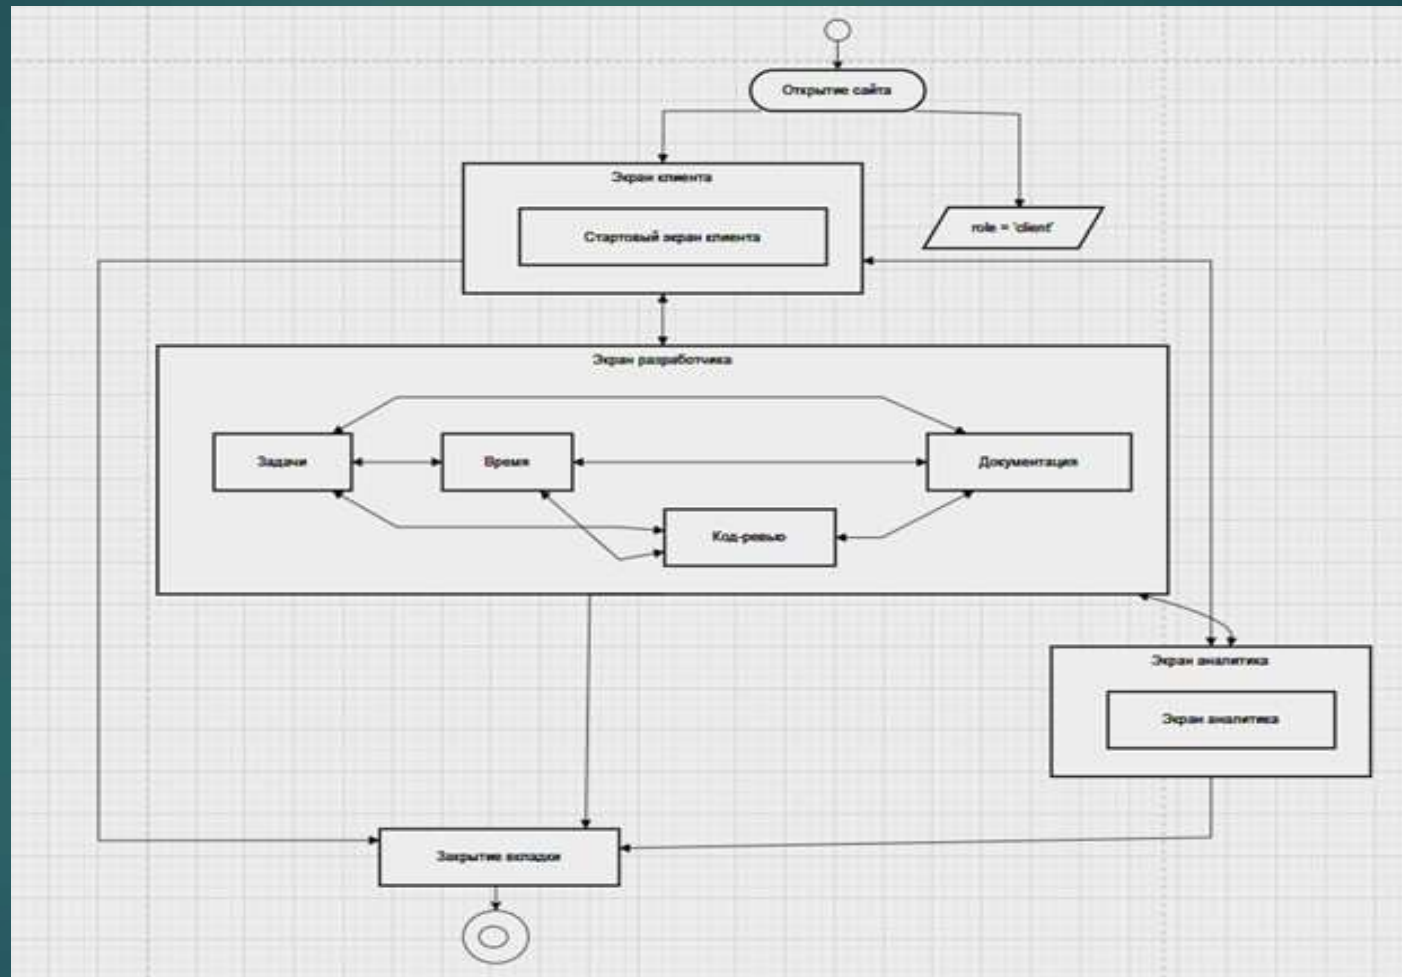 Открытие сайта
Экран клиента
Стартовый экран клиента
role = 'client'
Экран разработчика
Задачи
Время
Документация
Код-ревью
Экран аналитика
Экран аналитика
Закрытие вкладки